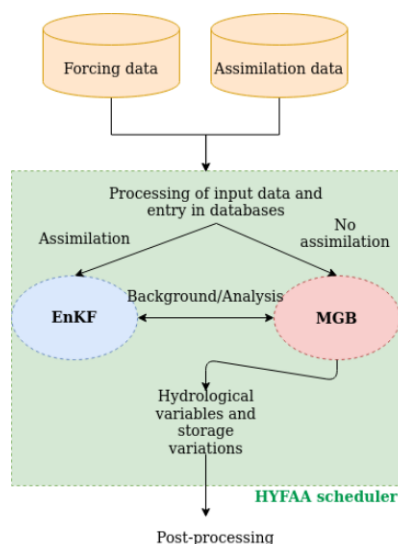 Forcing data
Assimilation data
Processing of input data and
entry in databases
Assimilation
No
assimilation
Background/Analysis
EnKF
MGB
Hydrological
variables and
storage
variations
HYFAA scheduler
Post-processing